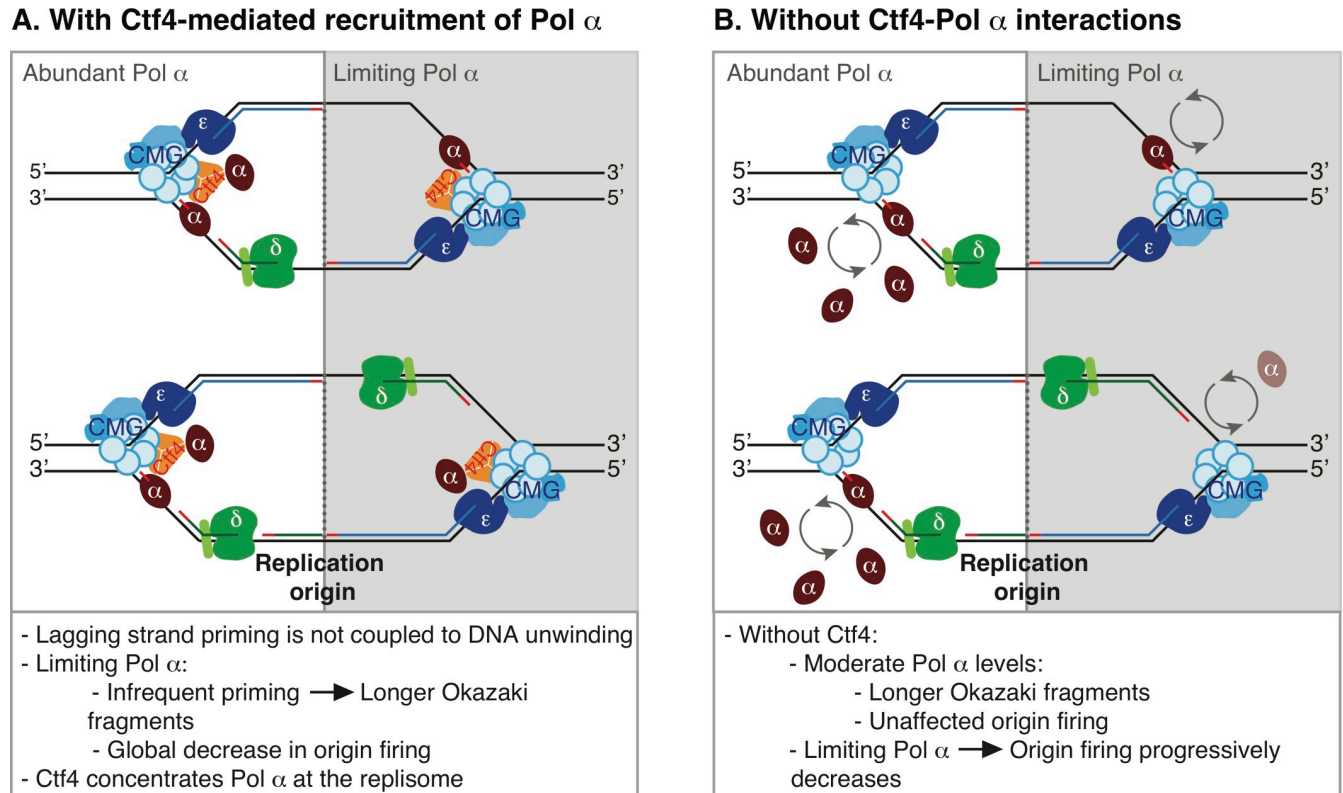 A. With Ctf4-mediated recruitment of Pol α
Abundant Pol α
Limiting Pol α
ε
CMG
Ctf4
α
α
δ
5’
3’
α
Ctf4
CMG
ε
3’
5’
ε
CMG
Ctf4
α
α
δ
5’
3’
δ
Ctf4
α
CMG
ε
3’
5’
Replication
origin
- Lagging strand priming is not coupled to DNA unwinding
- Limiting Pol α:
- Infrequent priming → Longer Okazaki
fragments
- Global decrease in origin firing
- Ctf4 concentrates Pol α at the replisome
B. Without Ctf4-Pol α interactions
Abundant Pol α
Limiting Pol α
ε
CMG
5’
3’
α
α
α
α
δ
α
CMG
ε
3’
5’
ε
CMG
5’
3’
α
α
α
α
δ
δ
α
CMG
ε
3’
5’
Replication
origin
- Without Ctf4:
- Moderate Pol α levels:
- Longer Okazaki fragments
- Unaffected origin firing
- Limiting Pol α → Origin firing progressively
decreases